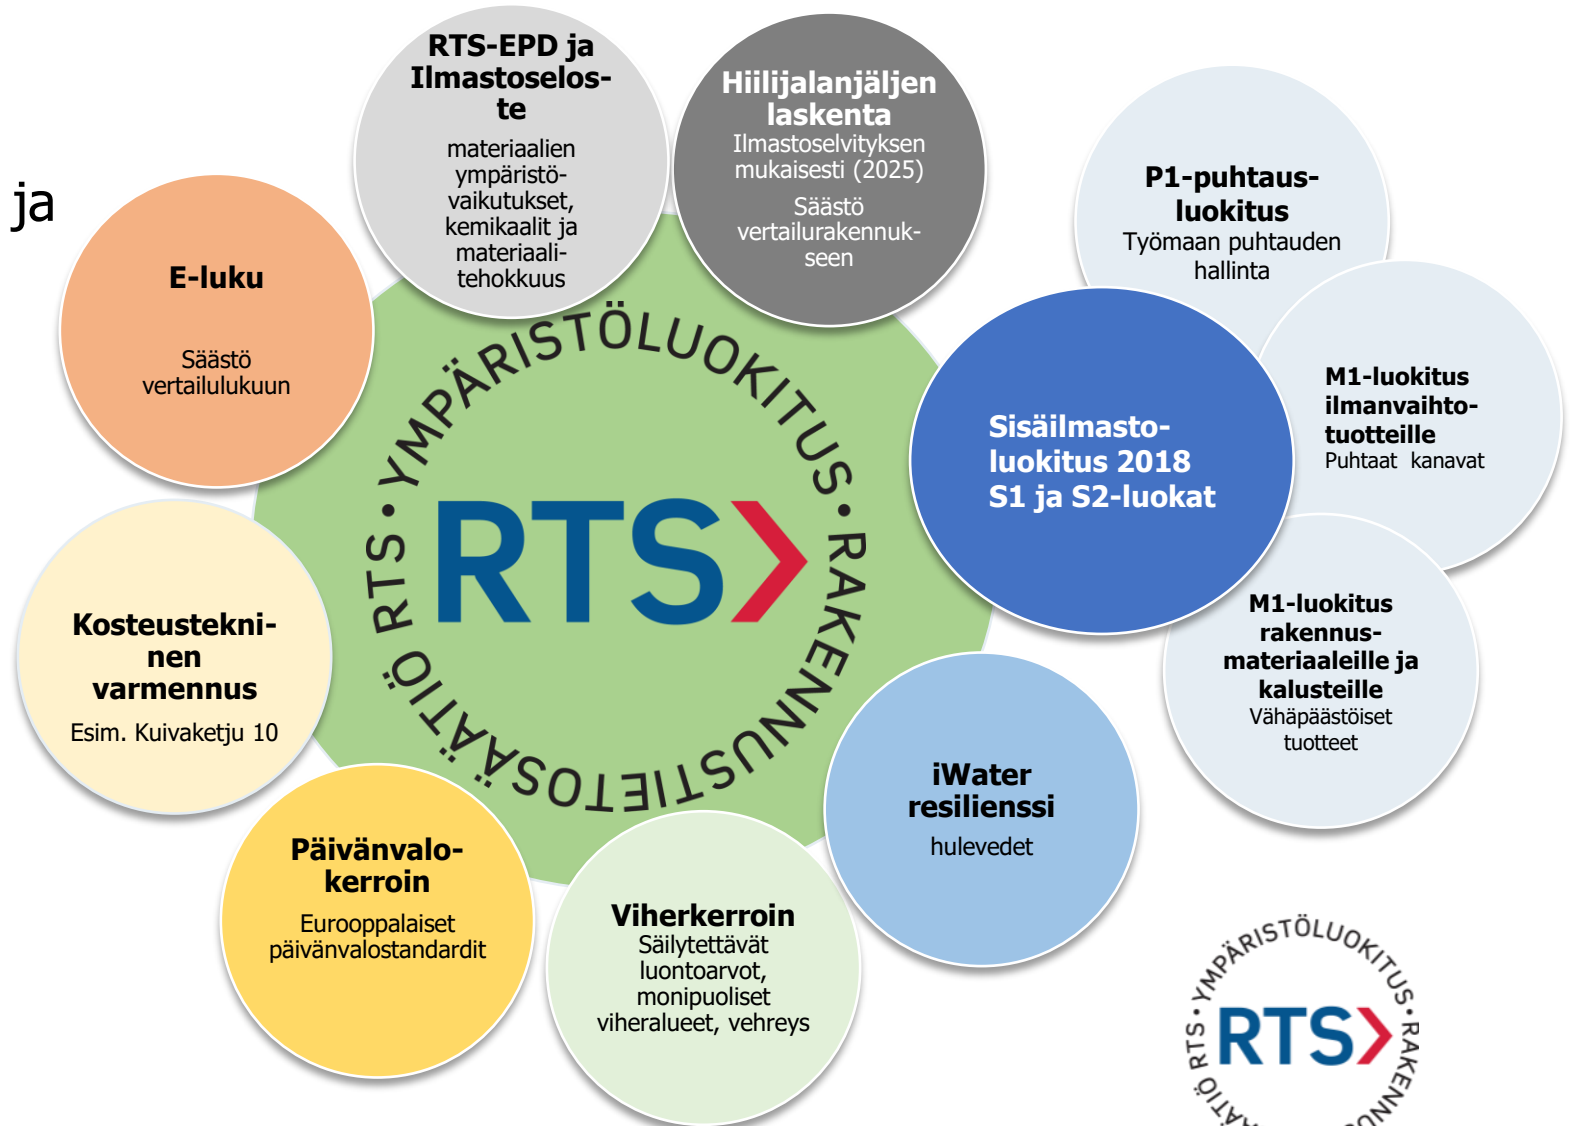 ja
RTS-EPD ja
Ilmastoselos-
te
materiaalien
ympäristö-
vaikutukset,
kemikaalit ja
materiaali-
tehokkuus
Hiilijalanjäljen
laskenta
Ilmastoselvityksen
mukaisesti (2025)
Säästö
vertailurakennuk-
seen
P1-puhtaus-
luokitus
Työmaan puhtauden
hallinta
E-luku
Säästö
vertailulukuun
M1-luokitus
ilmanvaihto-
tuotteille
Puhtaat kanavat
Sisäilmasto-
luokitus 2018
S1 ja S2-luokat
YMPÄRISTÖLUOKITUS • RAKENNUSTIETOSÄÄTIÖ RTS •
RTS
Kosteustekni-
nen
varmennus
Esim. Kuivaketju 10
M1-luokitus
rakennus-
materiaaleille ja
kalusteille
Vähäpäästöiset
tuotteet
iWater
resilienssi
hulevedet
Päivänvalo-
kerroin
Eurooppalaiset
päivänvalostandardit
Viherkerroin
Säilytettävät
luontoarvot,
monipuoliset
viheralueet, vehreys
ÄÄTIÖ RTS • YMPÄRISTÖLUOKITUS • RAKENNUS
RTS